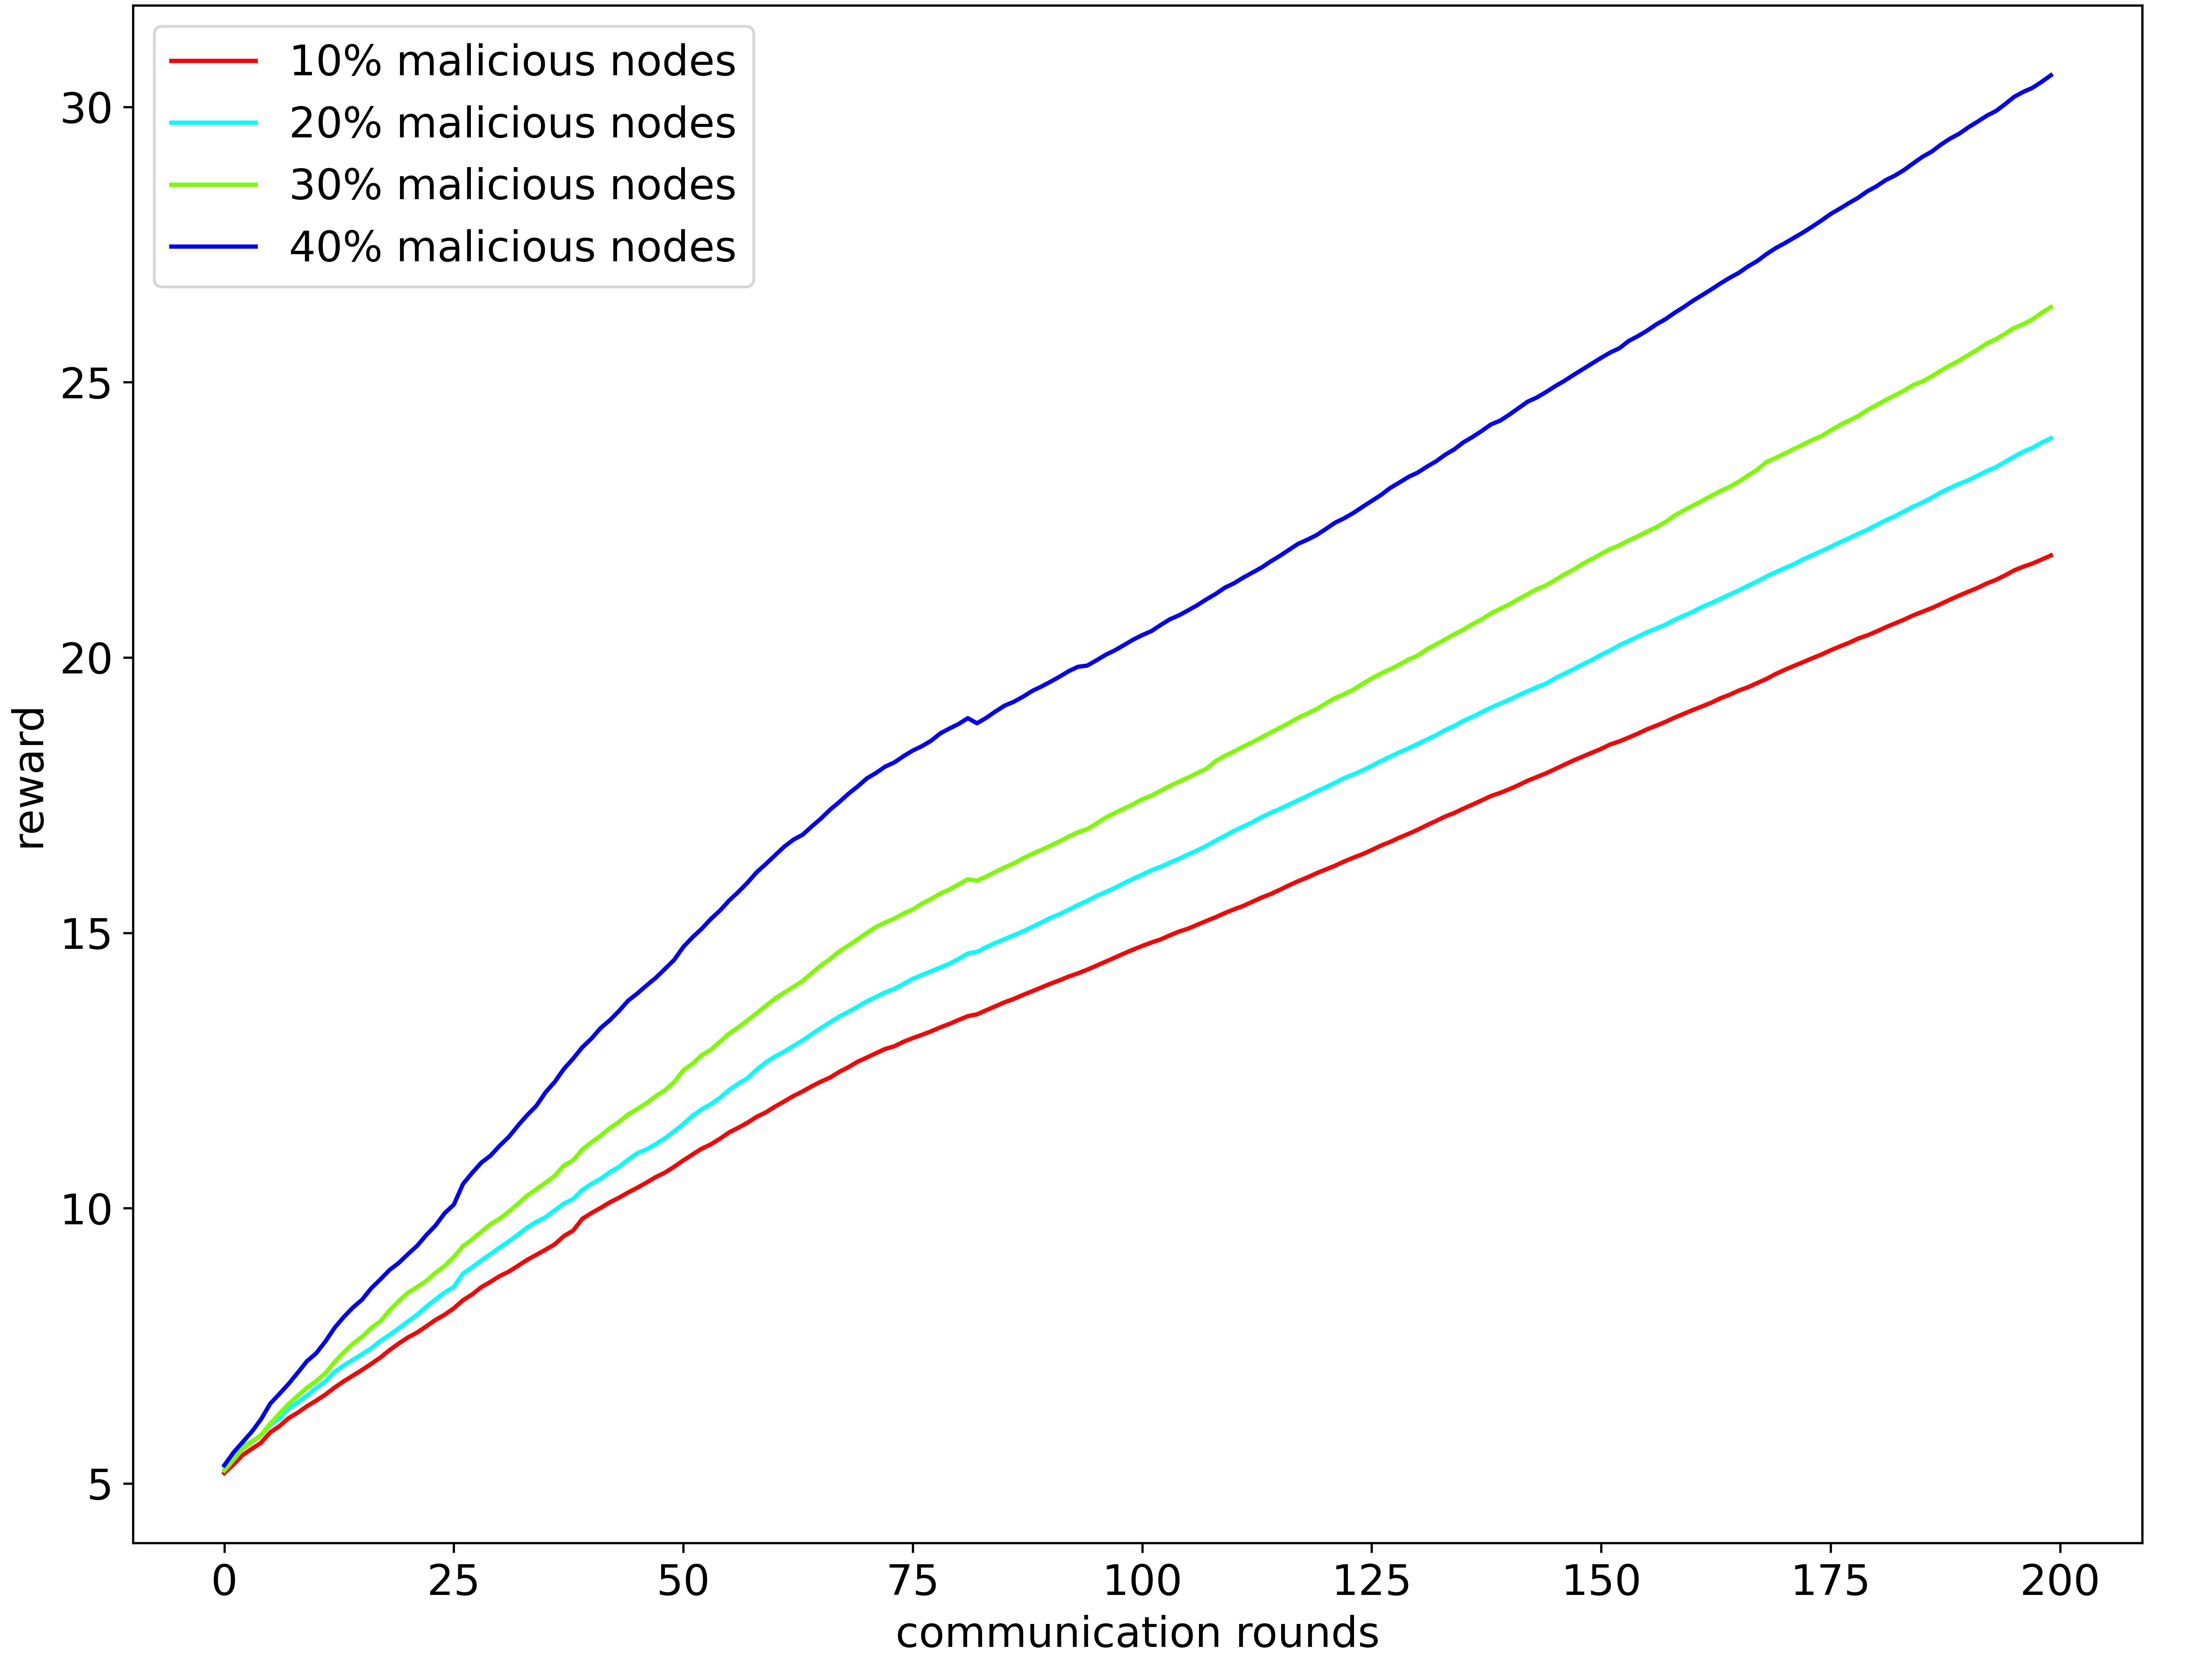 10% malicious nodes
20% malicious nodes
30% malicious nodes
40% malicious nodes
30
25
20
15
10
5
reward
0 25 50 75 100 125 150 175 200
communication rounds